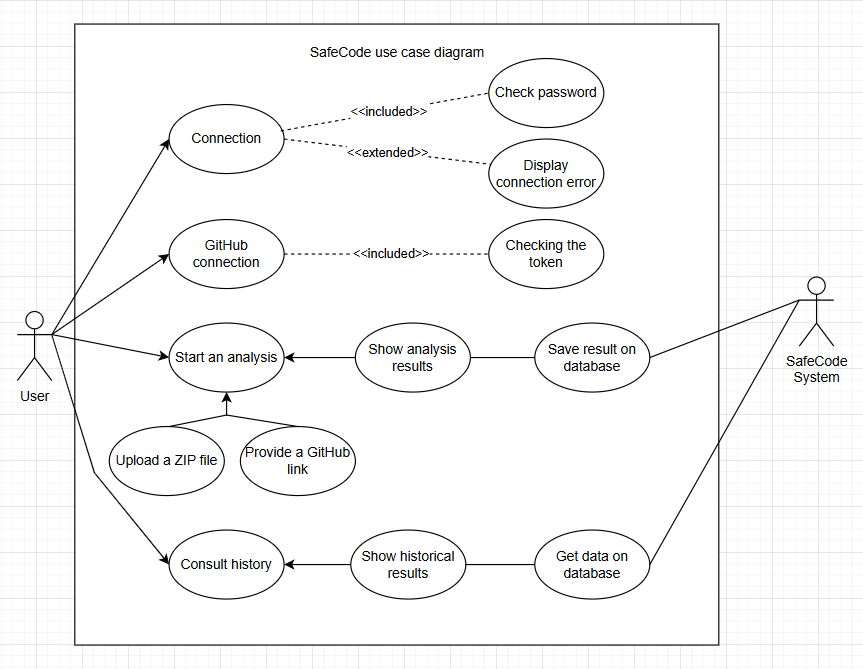 SafeCode use case diagram
Check password
<<included>>
Connection
<<extended>>
Display
connection error
GitHub
connection
<<included>>
Checking the
token
User
Start an analysis
Show analysis
results
Save result on
database
SafeCode
System
Upload a ZIP file
Provide a GitHub
link
Consult history
Show historical
results
Get data on
database